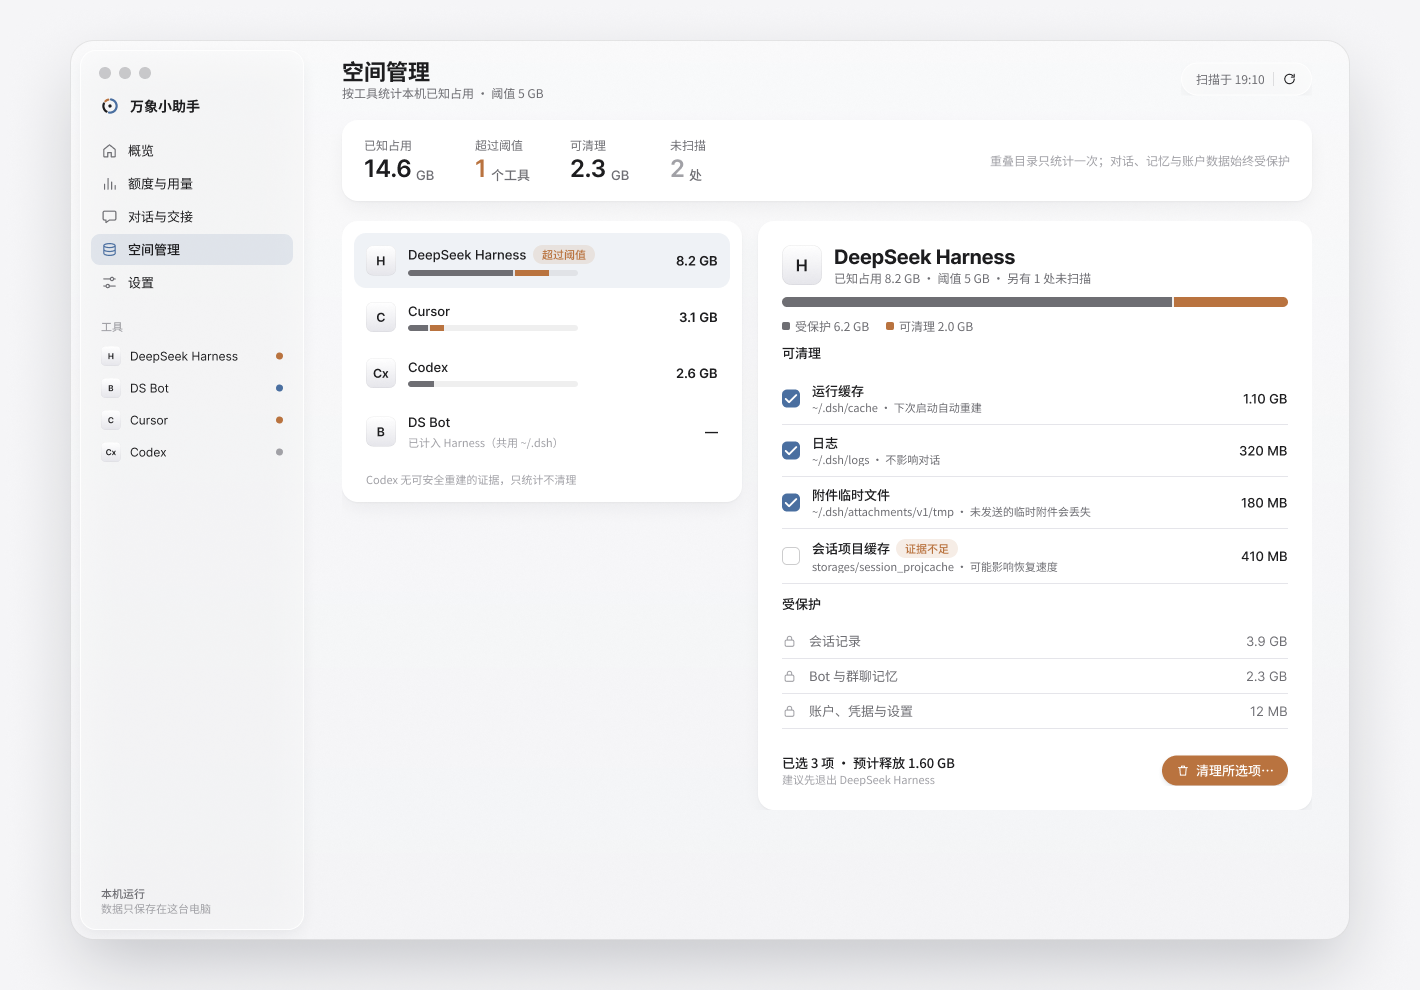 万象小助手
概览
额度与用量
对话与交接
空间管理
设置
工具
H DeepSeek Harness
B DS Bot
C Cursor
Cx Codex
本机运行
数据只保存在这台电脑
空间管理
按工具统计本机已知占用 · 阈值 5 GB
扫描于 19:10
已知占用
14.6 GB
超过阈值
1 个工具
可清理
2.3 GB
未扫描
2 处
重叠目录只统计一次；对话、记忆与账户数据始终受保护
H DeepSeek Harness 超过阈值 8.2 GB
C Cursor 3.1 GB
Cx Codex 2.6 GB
B DS Bot —
已计入 Harness（共用 ~/.dsh）
Codex 无可安全重建的证据，只统计不清理
H DeepSeek Harness
已知占用 8.2 GB · 阈值 5 GB · 另有 1 处未扫描
受保护 6.2 GB 可清理 2.0 GB
可清理
运行缓存 1.10 GB
~/.dsh/cache · 下次启动自动重建
日志 320 MB
~/.dsh/logs · 不影响对话
附件临时文件 180 MB
~/.dsh/attachments/v1/tmp · 未发送的临时附件会丢失
会话项目缓存 证据不足 410 MB
storages/session_projcache · 可能影响恢复速度
受保护
会话记录 3.9 GB
Bot 与群聊记忆 2.3 GB
账户、凭据与设置 12 MB
已选 3 项 · 预计释放 1.60 GB
建议先退出 DeepSeek Harness
清理所选项…